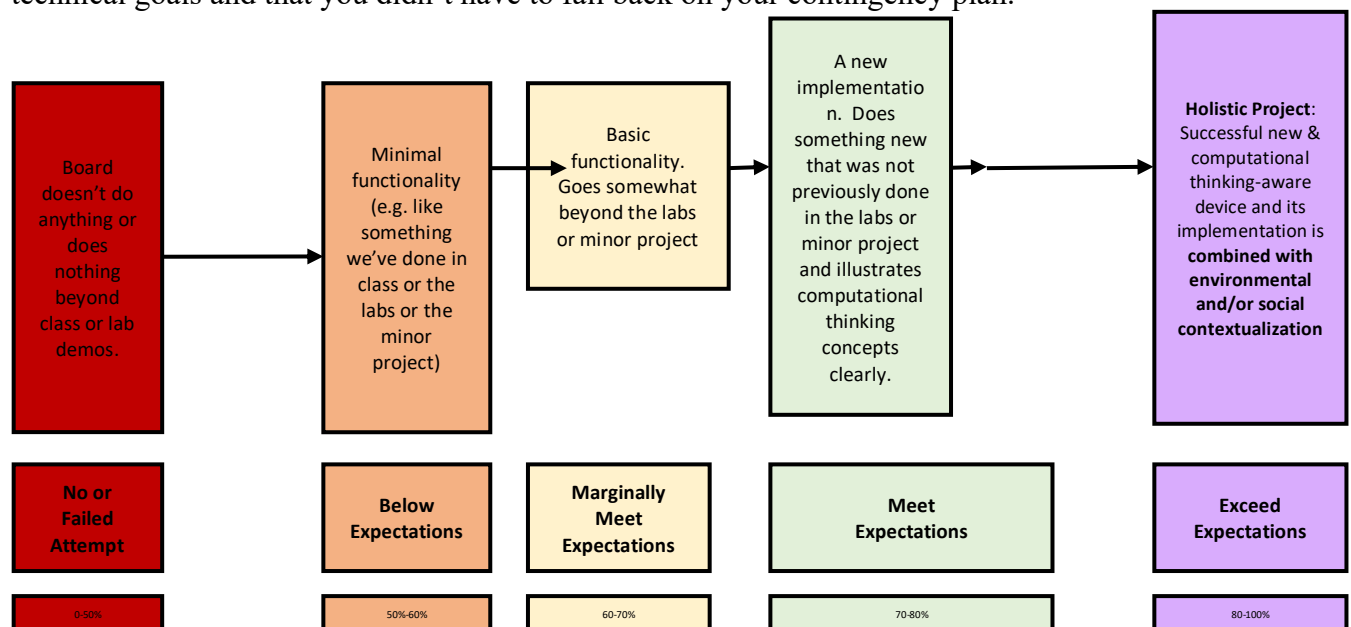 technical goals and that you didn't have to fall back on your contingency plan.
Board
doesn't do
anything or
does
nothing
beyond
class or lab
demos.
Minimal
functionality
(e.g. like
something
we've done in
class or the
labs or the
minor
project)
Basic
functionality.
Goes somewhat
beyond the labs
or minor project
A new
implementatio
n. Does
something new
that was not
previously done
in the labs or
minor project
and illustrates
computational
thinking
concepts
clearly.
Holistic Project:
Successful new &
computational
thinking-aware
device and its
implementation is
combined with
environmental
and/or social
contextualization
No or
Failed
Attempt
Below
Expectations
Marginally
Meet
Expectations
Meet
Expectations
Exceed
Expectations
0-50%
50%-60%
60-70%
70-80%
80-100%